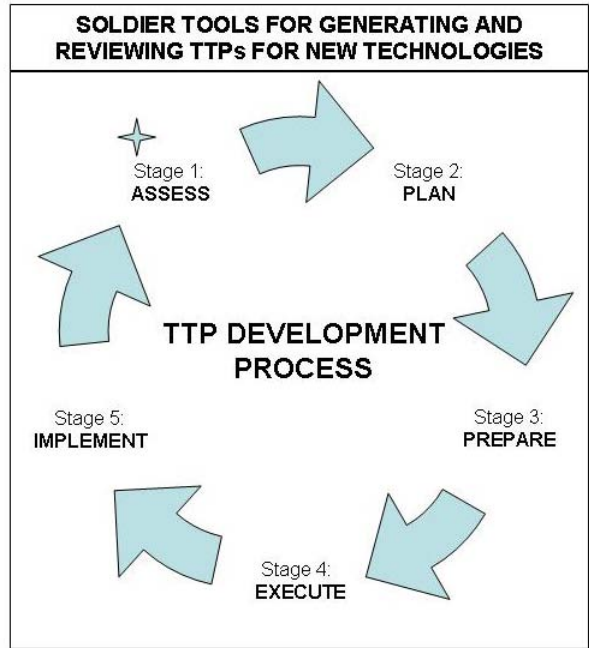 SOLDIER TOOLS FOR GENERATING AND
REVIEWING TTPs FOR NEW TECHNOLOGIES
Stage 1:
ASSESS
Stage 2:
PLAN
TTP DEVELOPMENT
PROCESS
Stage 3:
PREPARE
Stage 4:
EXECUTE
Stage 5:
IMPLEMENT